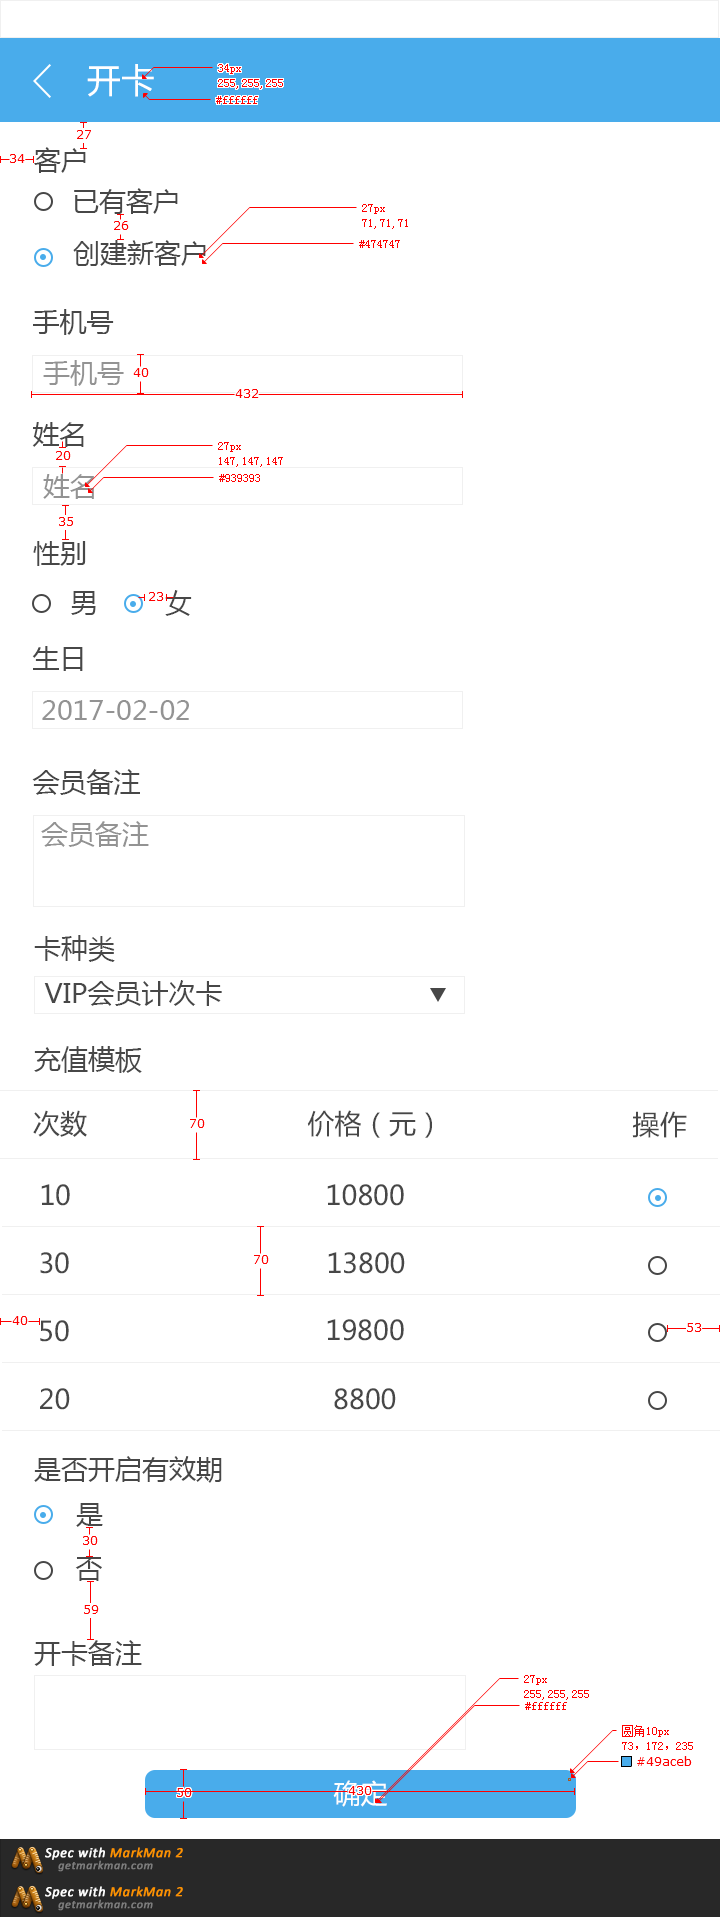 开卡
34px
255, 255, 255
#ffffff
27
34
客户
已有客户
26
27px
71, 71, 71
#474747
创建新客户
手机号
手机号
40
432
姓名
20
27px
147, 147, 147
#939393
姓名
35
性别
男
23
女
生日
2017-02-02
会员备注
会员备注
卡种类
VIP会员计次卡
充值模板
次数 70 价格（元） 操作
10 10800
30 70 13800
40 50 19800 53
20 8800
是否开启有效期
是
30
否
59
开卡备注
27px
255, 255, 255
#ffffff
圆角10px
73，172，235
#49aceb
50
430
确定
Spec with MarkMan 2
getmarkman.com
Spec with MarkMan 2
getmarkman.com